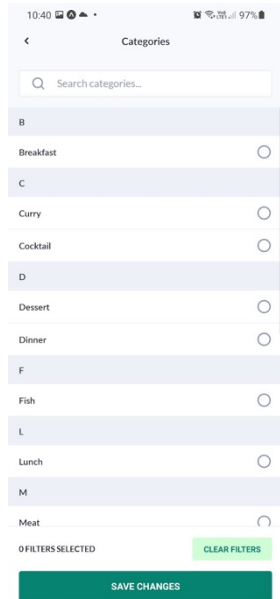 10:40
97%
Categories
Search categories...
B
Breakfast
C
Curry
Cocktail
D
Dessert
Dinner
F
Fish
L
Lunch
M
Meat
0 FILTERS SELECTED
CLEAR FILTERS
SAVE CHANGES